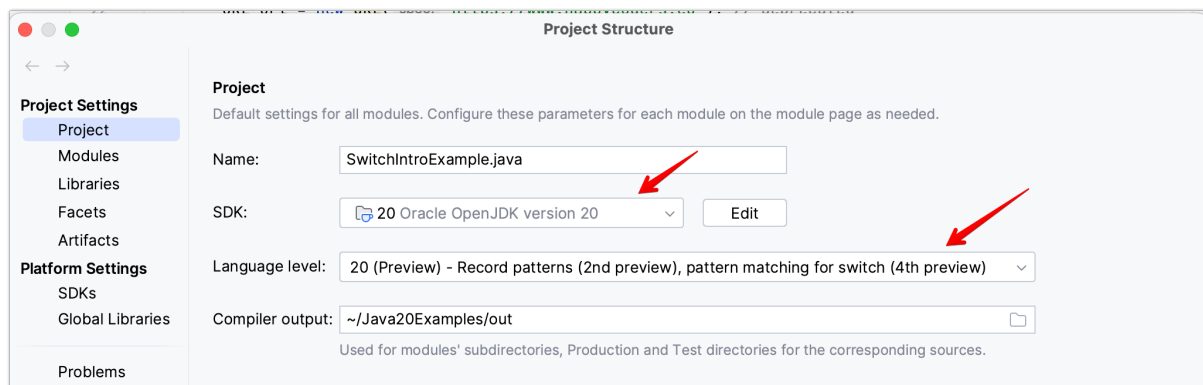 Project Structure
Project Settings
Project
Modules
Libraries
Facets
Artifacts
Platform Settings
SDKs
Global Libraries
Problems
Project
Default settings for all modules. Configure these parameters for each module on the module page as needed.
Name: SwitchIntroExample.java
SDK: 20 Oracle OpenJDK version 20 Edit
Language level: 20 (Preview) - Record patterns (2nd preview), pattern matching for switch (4th preview)
Compiler output: ~/Java20Examples/out
Used for modules' subdirectories, Production and Test directories for the corresponding sources.